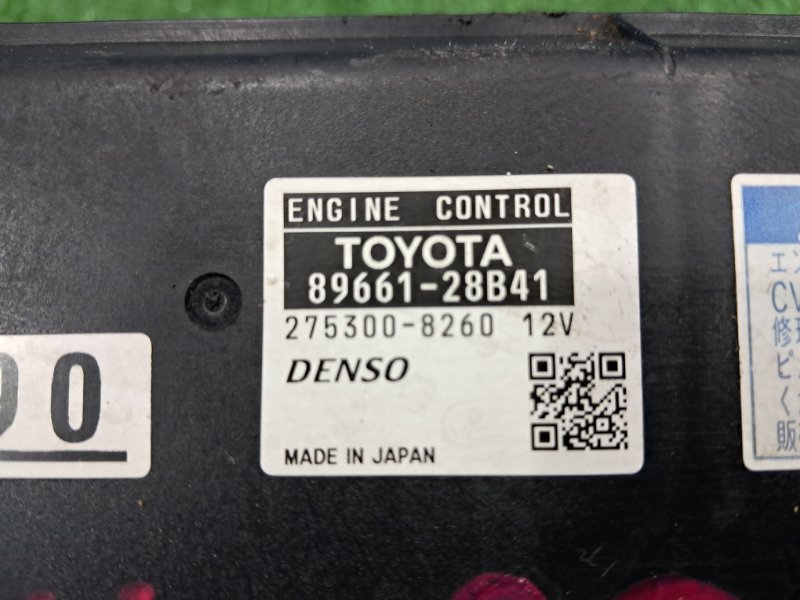 ENGINE CONTROL
TOYOTA
89661-28B41
275300-8260 12V
DENSO
MADE IN JAPAN
90
エン
CV
修理
ピ
く
販